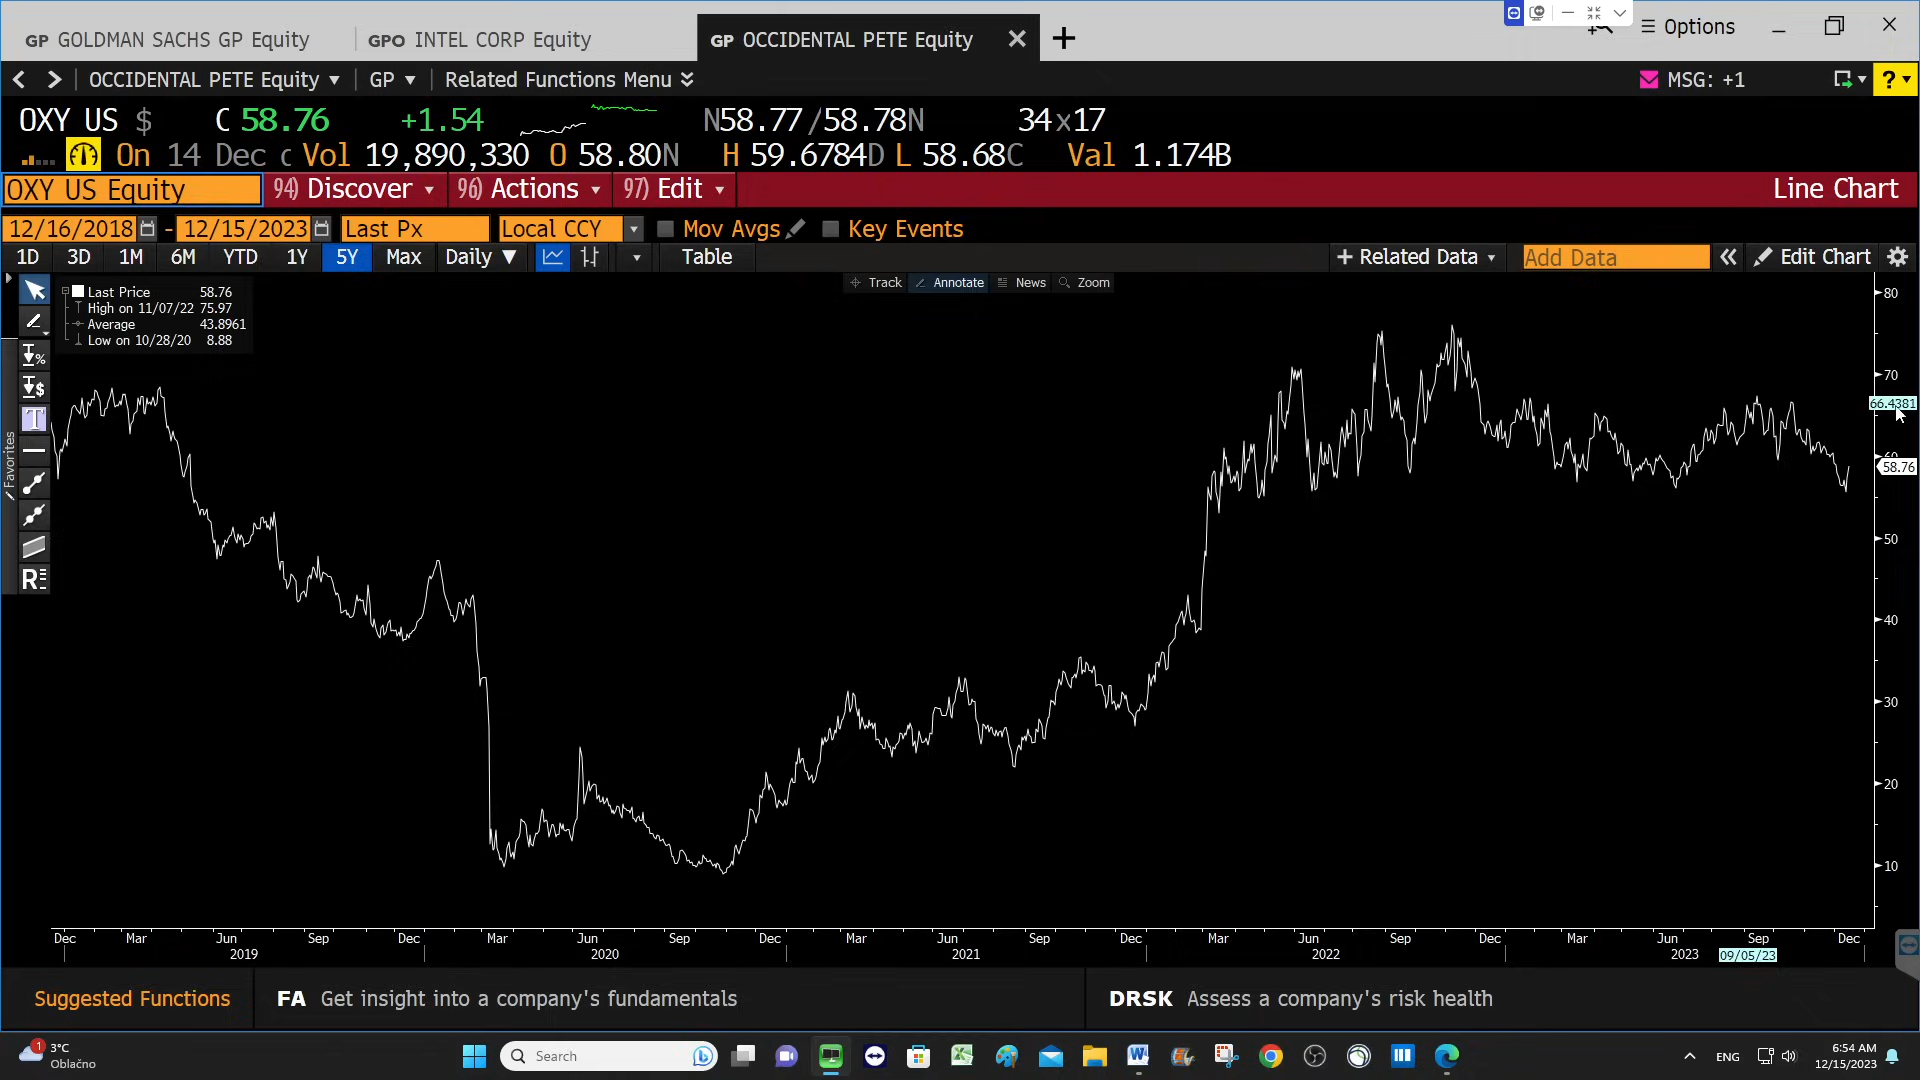 GP GOLDMAN SACHS GP Equity
GPO INTEL CORP Equity
GP OCCIDENTAL PETE Equity
Options
OCCIDENTAL PETE Equity
GP
Related Functions Menu
MSG: +1
?
OXY US $ C 58.76 +1.54 N58.77/58.78N 34x17
On 14 Dec Vol 19,890,330 O 58.80N H 59.6784D L 58.68C Val 1.174B
OXY US Equity
94) Discover
96) Actions
97) Edit
Line Chart
12/16/2018 - 12/15/2023
Last Px
Local CCY
Mov Avgs
Key Events
1D 3D 1M 6M YTD 1Y 5Y Max Daily ▼
Table
+ Related Data
Add Data
«
Edit Chart
Track
Annotate
News
Zoom
Last Price 58.76
High on 11/07/22 75.97
Average 43.8961
Low on 10/28/20 8.88
%
$
T
R
Favorites
80
70
66.4381
60
58.76
50
40
30
20
10
Dec Mar Jun Sep Dec Mar Jun Sep Dec Mar Jun Sep Dec Mar Jun Sep Dec Mar Jun Sep Dec
2019 2020 2021 2022 2023 09/05/23
Suggested Functions
FA Get insight into a company's fundamentals
DRSK Assess a company's risk health
1
3°C
Oblačno
Search
ENG
6:54 AM
12/15/2023